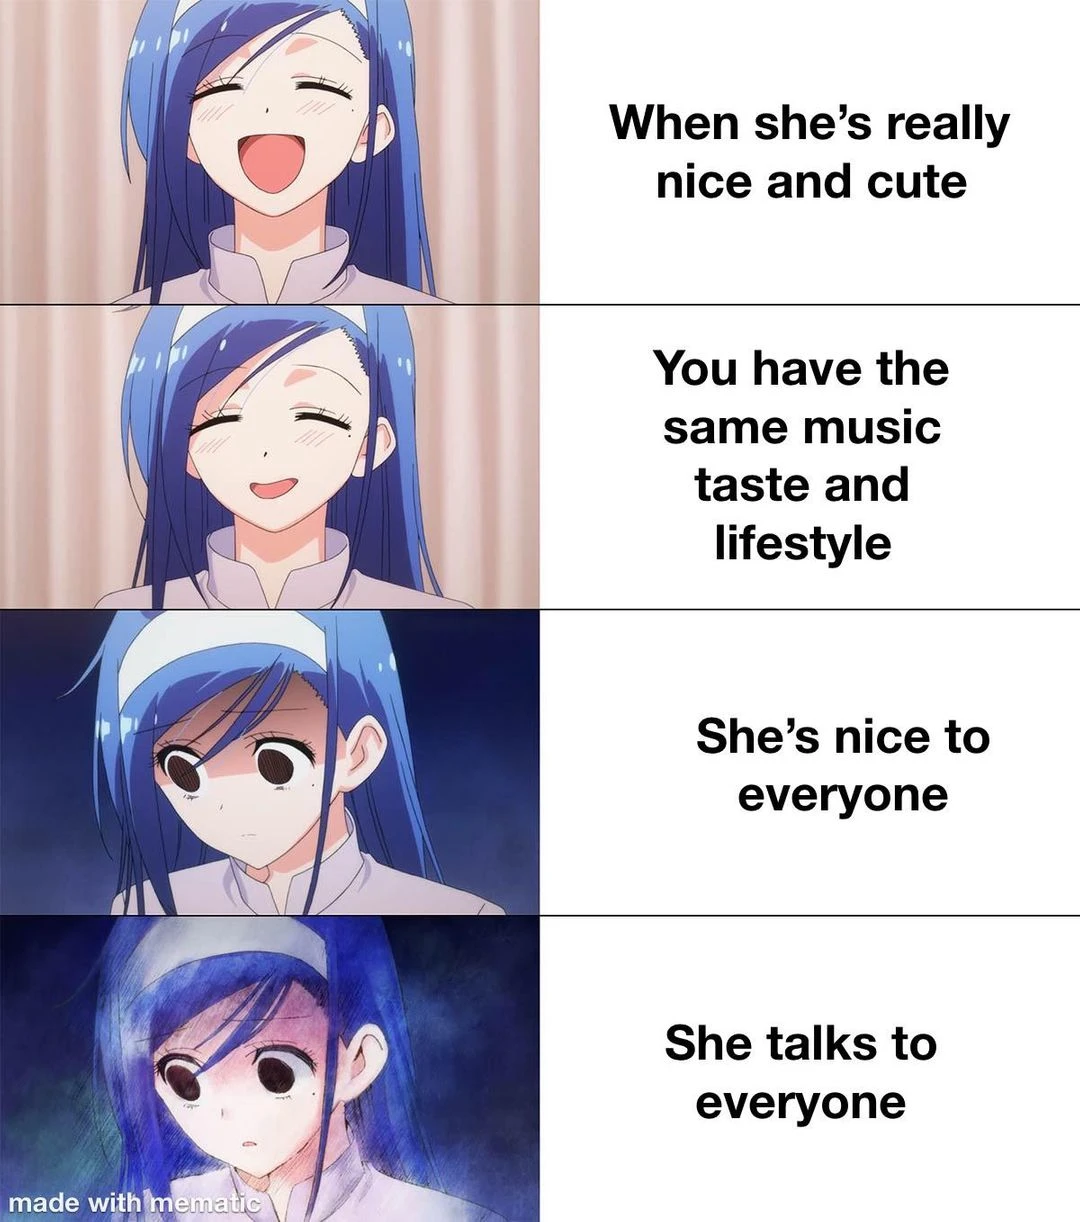 When she’s really
nice and cute
You have the
same music
taste and
lifestyle
She’s nice to
everyone
She talks to
everyone
made with mematic